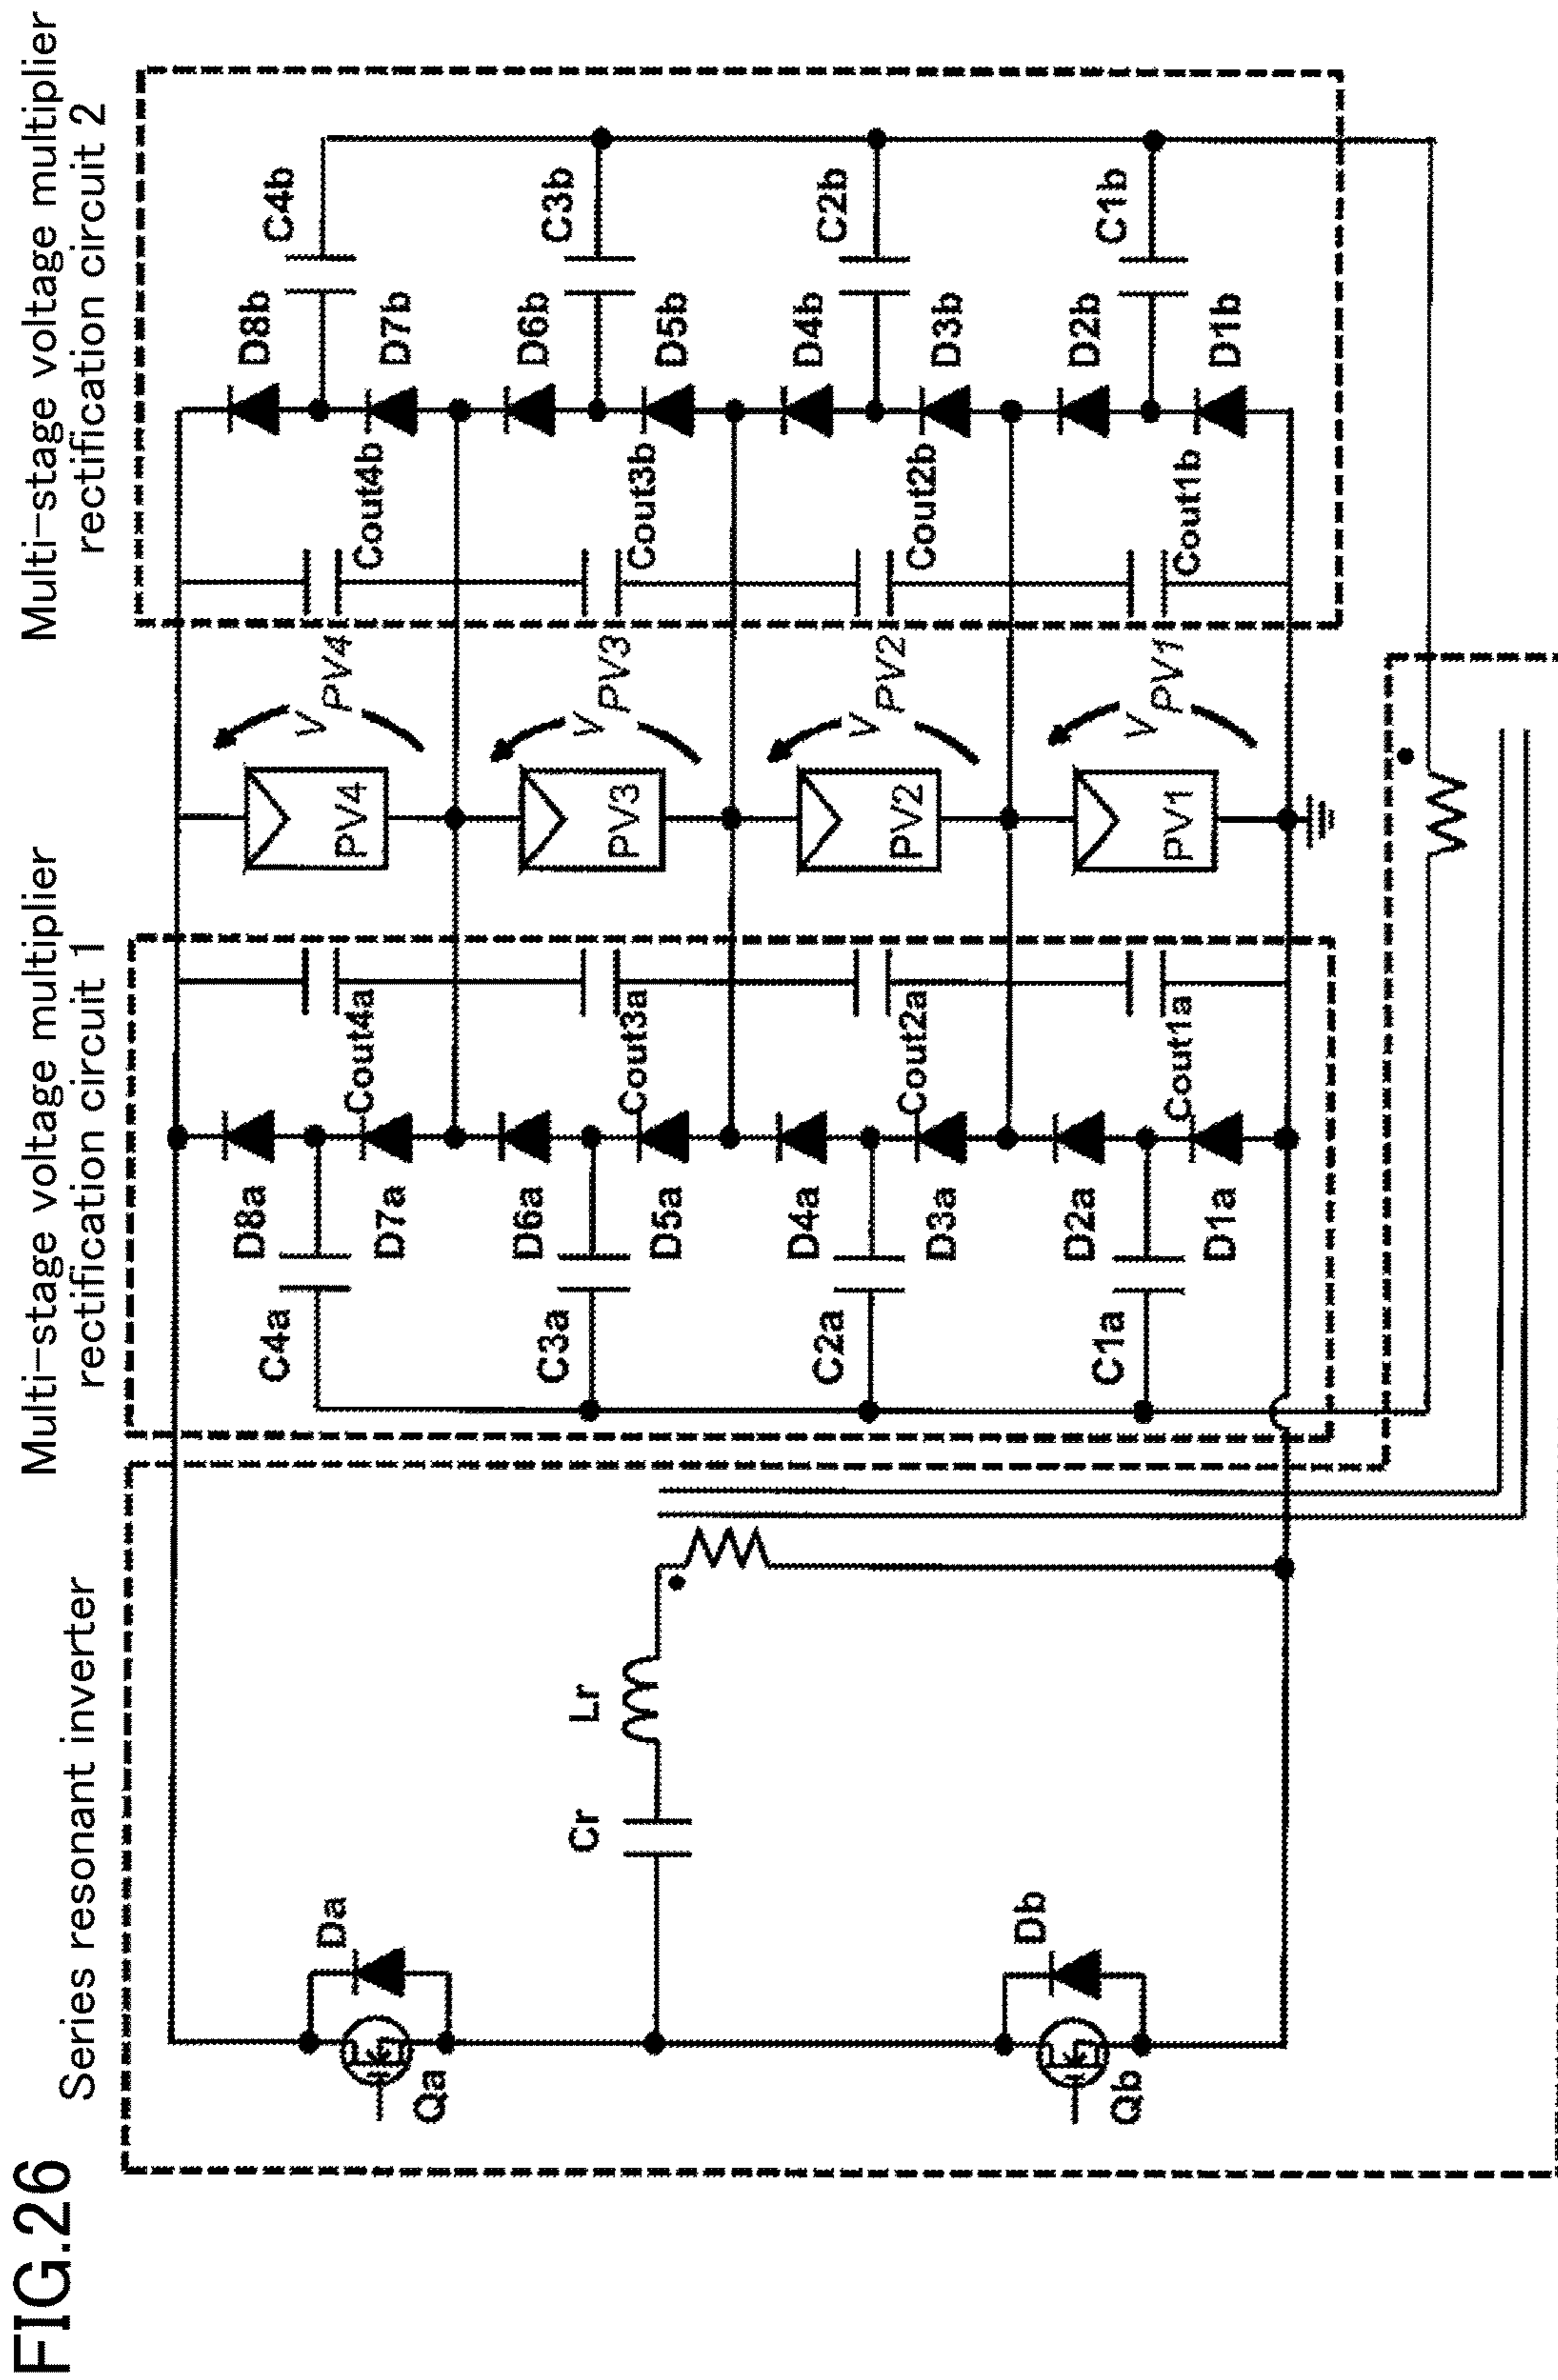 FIG.26
Series resonant inverter
Multi-stage voltage multiplier
rectification circuit 1
Multi-stage voltage multiplier
rectification circuit 2
Qa
Da
Qb
Db
Cr
Lr
C4a
C3a
C2a
C1a
D8a
D7a
D6a
D5a
D4a
D3a
D2a
D1a
Cout4a
Cout3a
Cout2a
Cout1a
PV4
PV3
PV2
PV1
VPV4
VPV3
VPV2
VPV1
Cout4b
Cout3b
Cout2b
Cout1b
D8b
D7b
D6b
D5b
D4b
D3b
D2b
D1b
C4b
C3b
C2b
C1b